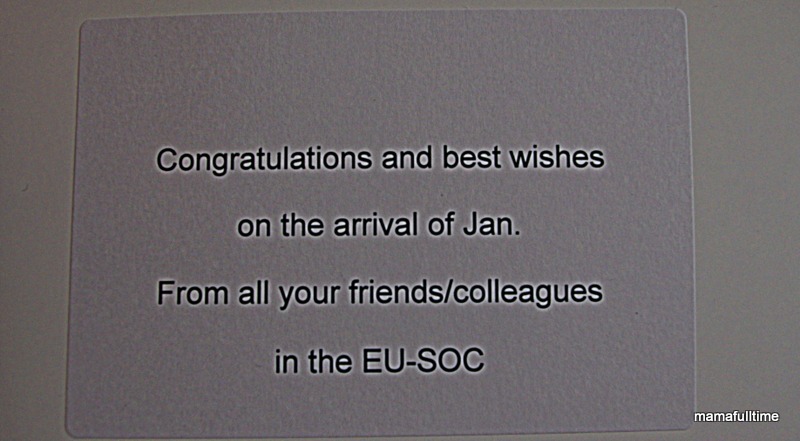 Congratulations and best wishes
on the arrival of Jan.
From all your friends/colleagues
in the EU-SOC
mamafulltime